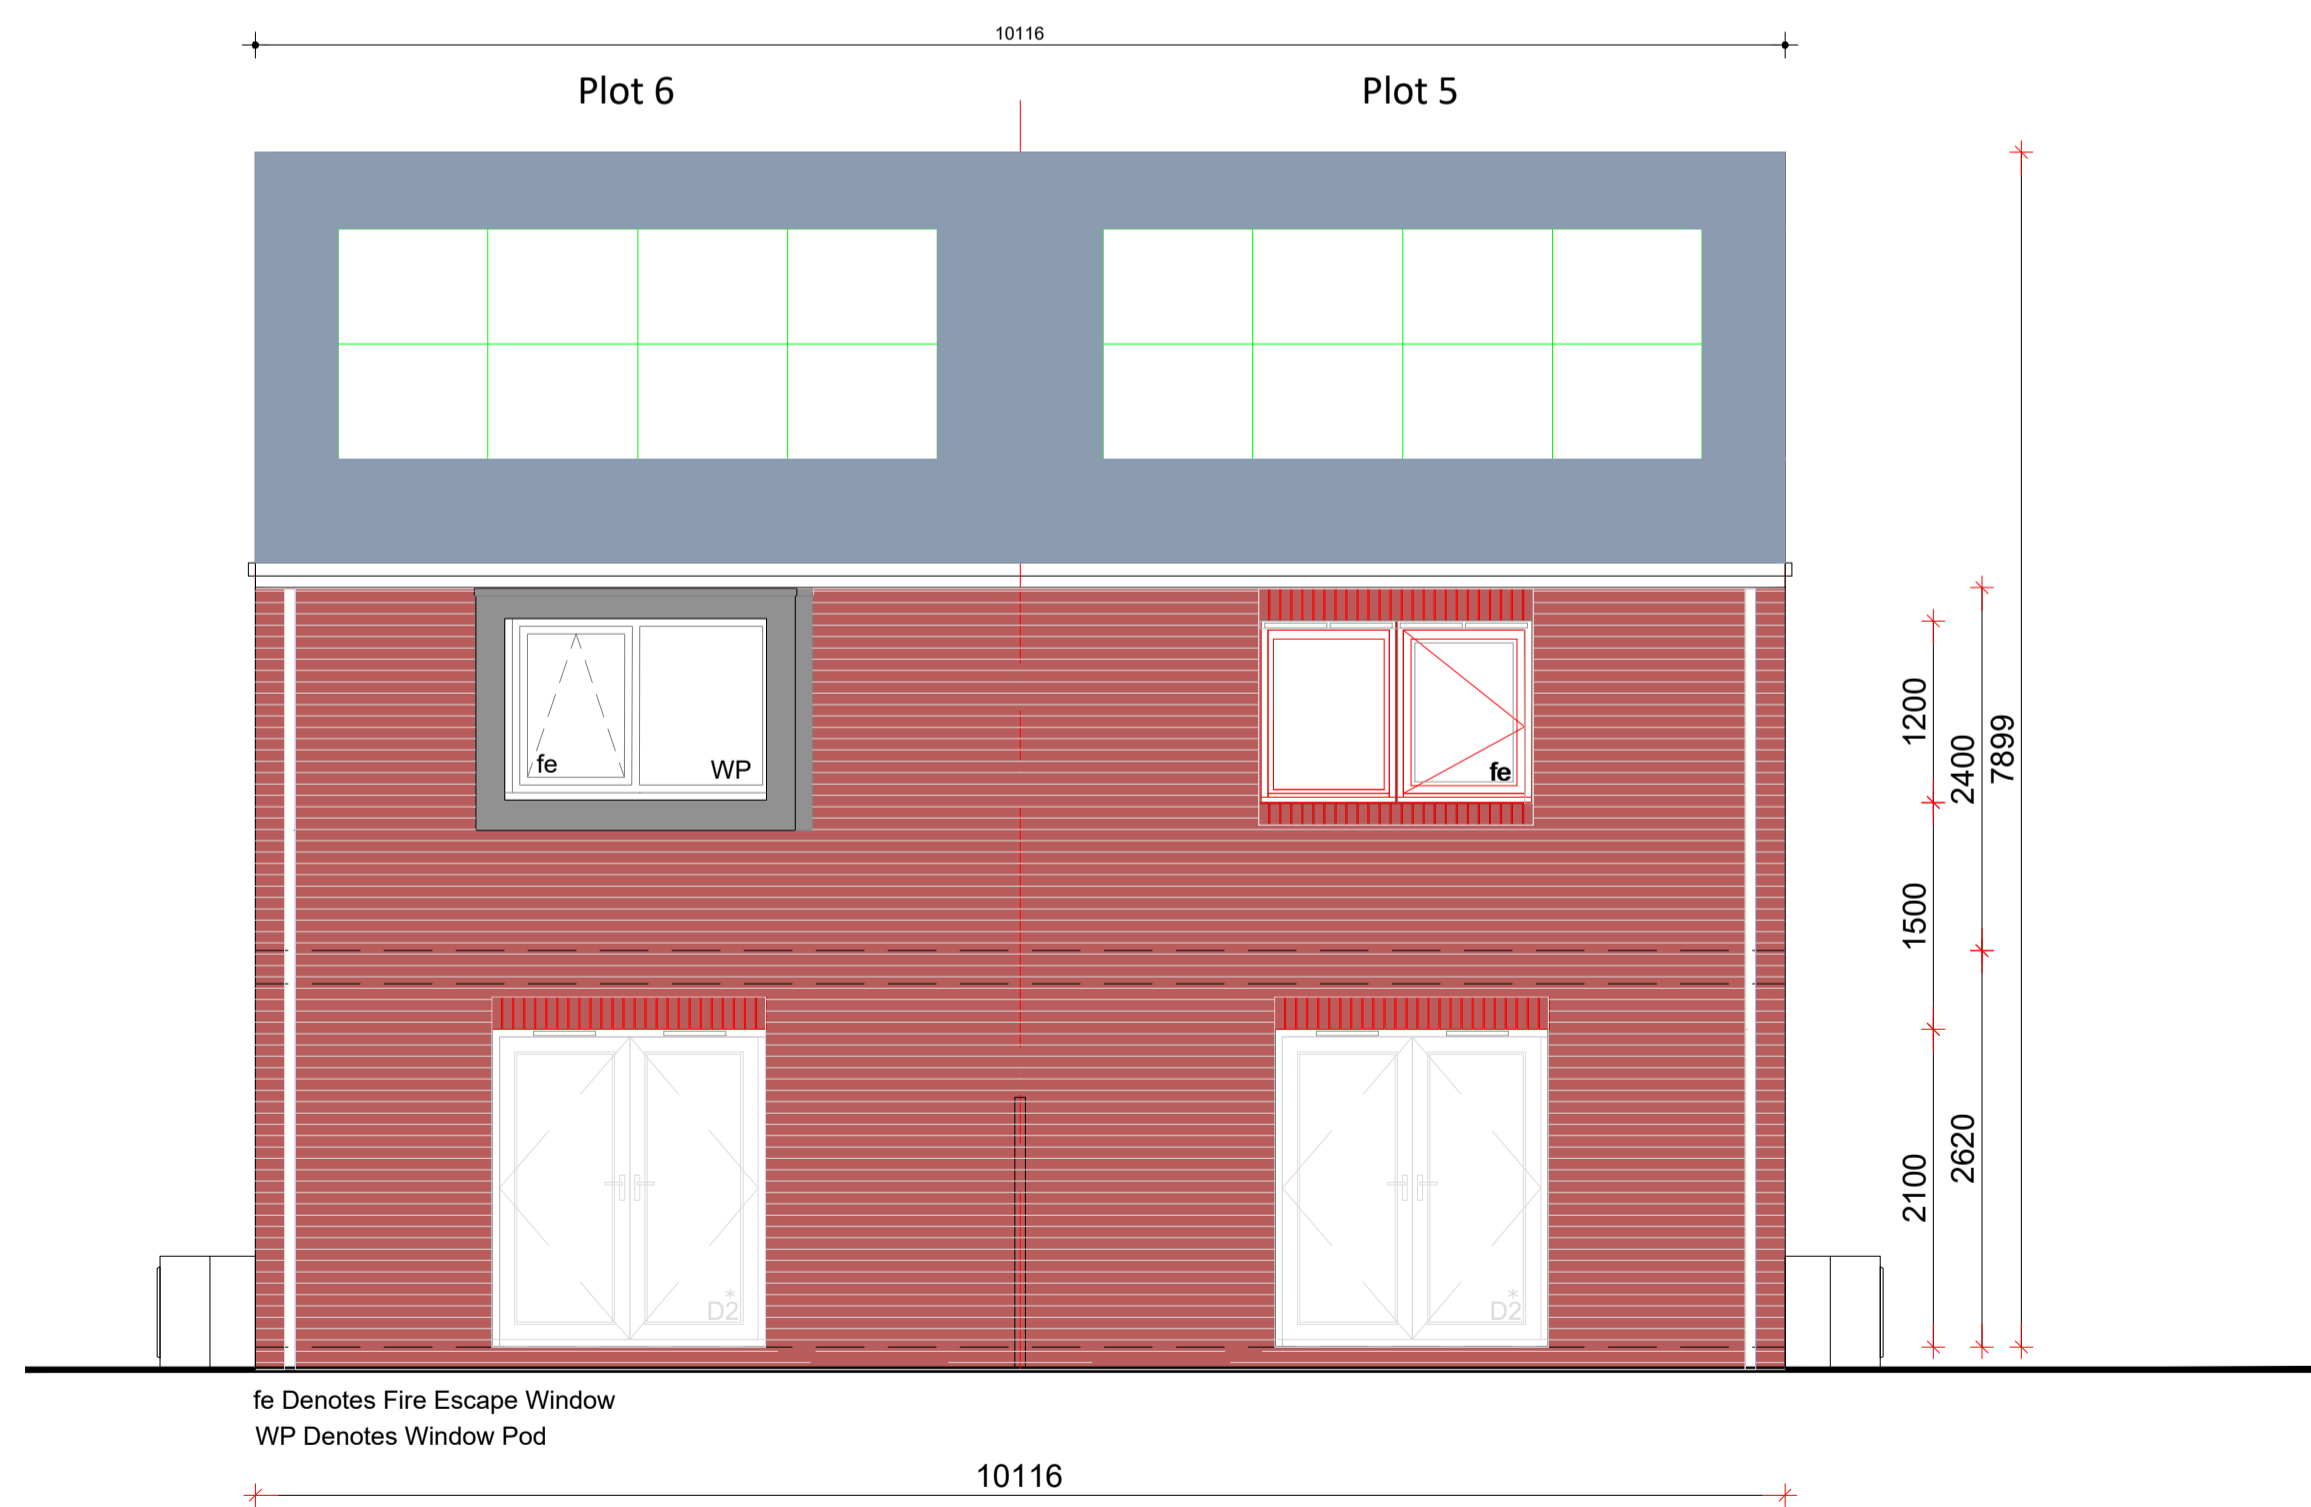 10116
Plot 6
Plot 5
fe
WP
fe
1200
2400
7899
1500
2620
2100
*
D2
*
D2
fe Denotes Fire Escape Window
WP Denotes Window Pod
10116